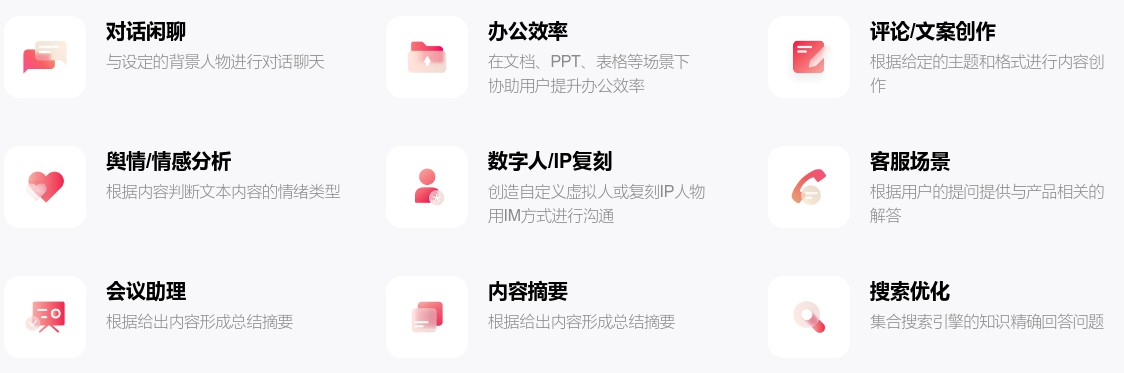 对话闲聊
与设定的背景人物进行对话聊天
办公效率
在文档、PPT、表格等场景下
协助用户提升办公效率
评论/文案创作
根据给定的主题和格式进行内容创
作
舆情/情感分析
根据内容判断文本内容的情绪类型
数字人/IP复刻
创造自定义虚拟人或复刻IP人物
用IM方式进行沟通
客服场景
根据用户的提问提供与产品相关的
解答
会议助理
根据给出内容形成总结摘要
内容摘要
根据给出内容形成总结摘要
搜索优化
集合搜索引擎的知识精确回答问题